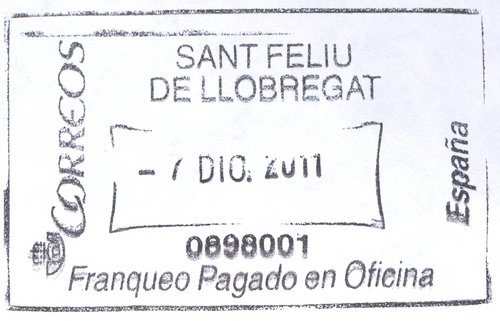 CORREOS
SANT FELIU
DE LLOBREGAT
- 7 DIC. 2011
España
0898001
Franqueo Pagado en Oficina